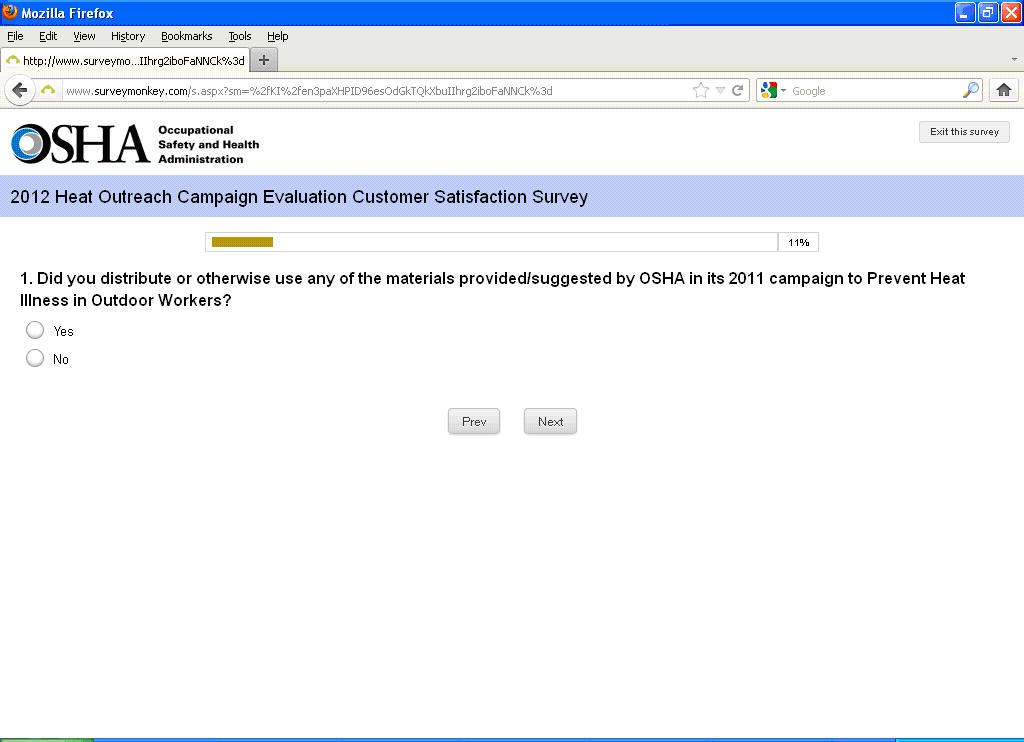 Mozilla Firefox
File Edit View History Bookmarks Tools Help
http://www.surveymo...IIhrg2iboFaNNCk%3d
www.surveymonkey.com/s.aspx?sm=%2fKI%2fen3paXHPID96esOdGkTQkXbuIIhrg2iboFaNNCk%3d
Google
OSHA
Occupational
Safety and Health
Administration
Exit this survey
2012 Heat Outreach Campaign Evaluation Customer Satisfaction Survey
11%
1. Did you distribute or otherwise use any of the materials provided/suggested by OSHA in its 2011 campaign to Prevent Heat
Illness in Outdoor Workers?
Yes
No
Prev Next